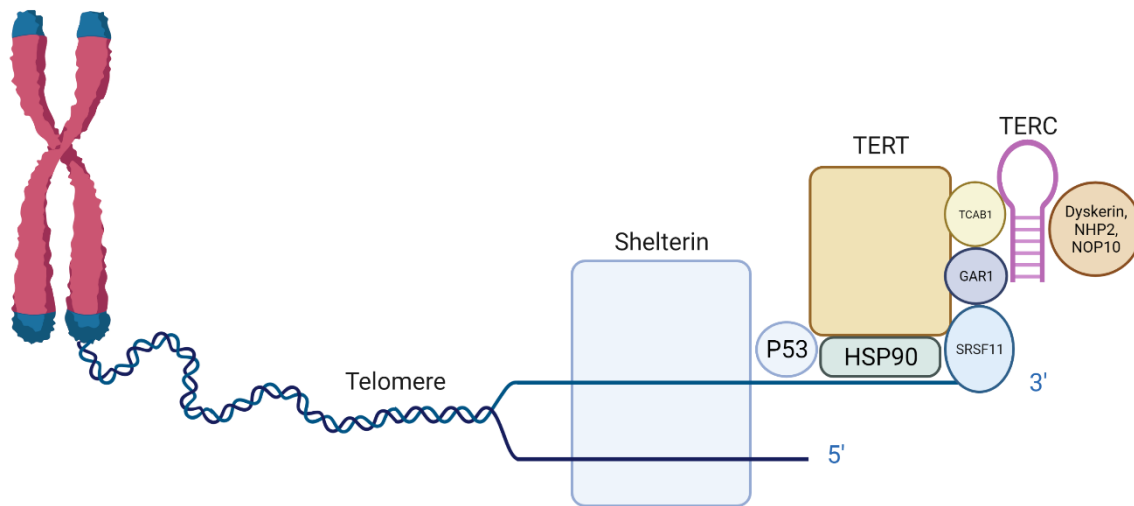 TERC
TERT
TCAB1
Dyskerin,
NHP2,
NOP10
Shelterin
GAR1
P53
HSP90
SRSF11
Telomere
3'
5'